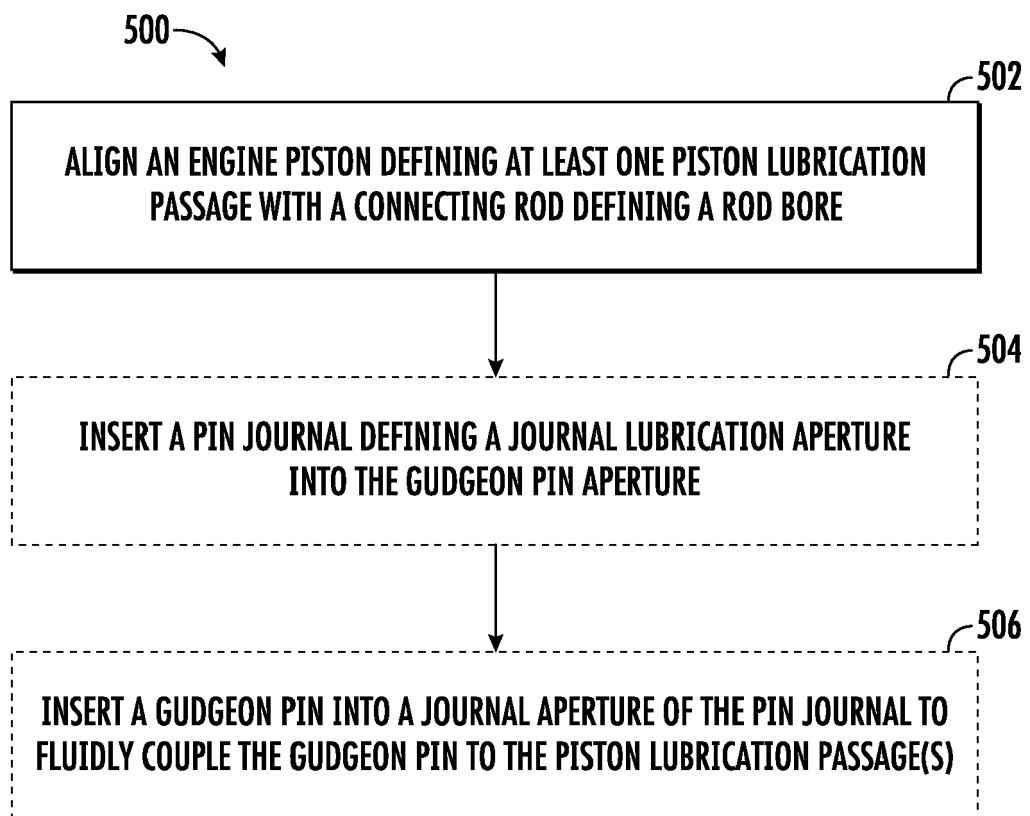 500
502
ALIGN AN ENGINE PISTON DEFINING AT LEAST ONE PISTON LUBRICATION
PASSAGE WITH A CONNECTING ROD DEFINING A ROD BORE
504
INSERT A PIN JOURNAL DEFINING A JOURNAL LUBRICATION APERTURE
INTO THE GUDGEON PIN APERTURE
506
INSERT A GUDGEON PIN INTO A JOURNAL APERTURE OF THE PIN JOURNAL TO
FLUIDLY COUPLE THE GUDGEON PIN TO THE PISTON LUBRICATION PASSAGE(S)